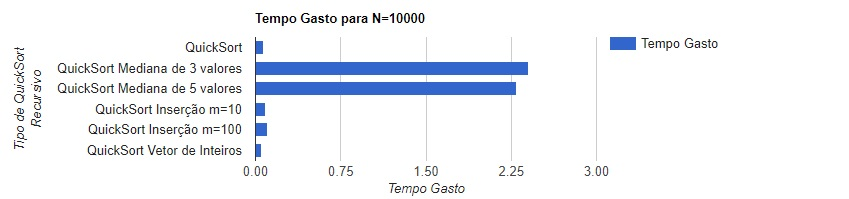 Tempo Gasto para N=10000
Tipo de QuickSort
Recursivo
QuickSort
QuickSort Mediana de 3 valores
QuickSort Mediana de 5 valores
QuickSort Inserção m=10
QuickSort Inserção m=100
QuickSort Vetor de Inteiros
0.00 0.75 1.50 2.25 3.00
Tempo Gasto
Tempo Gasto